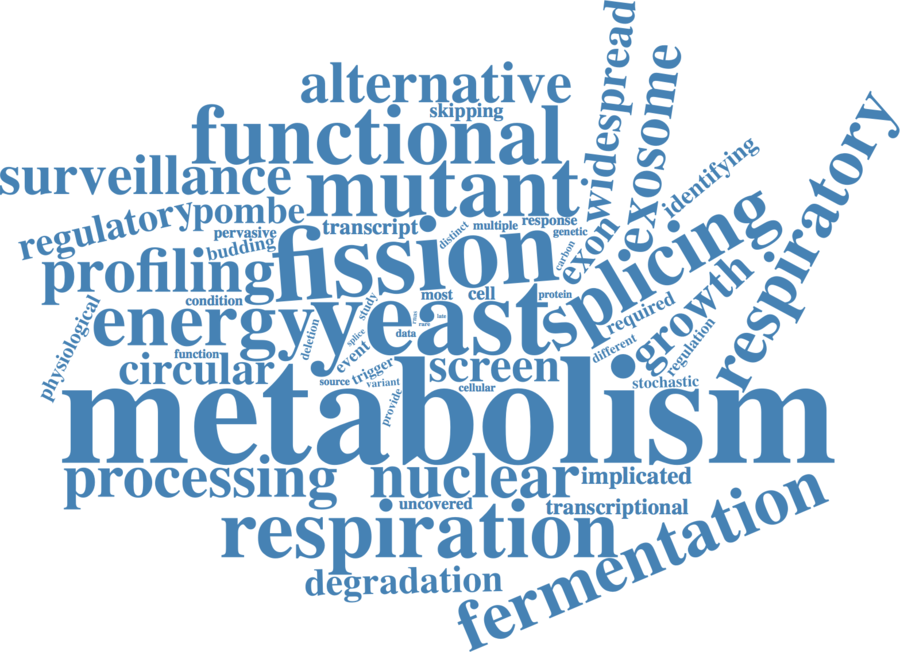 widespread
alternative
skipping
exosome
functional
respiratory
surveillance
mutant
identifying
regulatory
pombe
transcript
distinct
multiple
response
genetic
exon
pervasive
budding
fission
carbon
splicing
profiling
condition
study
most
cell
protein
required
growth
physiological
energy
yeast
rare
late
data
deletion
splice
event
different
regulation
function
circular
source
trigger
variant
screen
cellular
stochastic
provide
metabolism
processing
nuclear
implicated
uncovered
transcriptional
respiration
fermentation
degradation